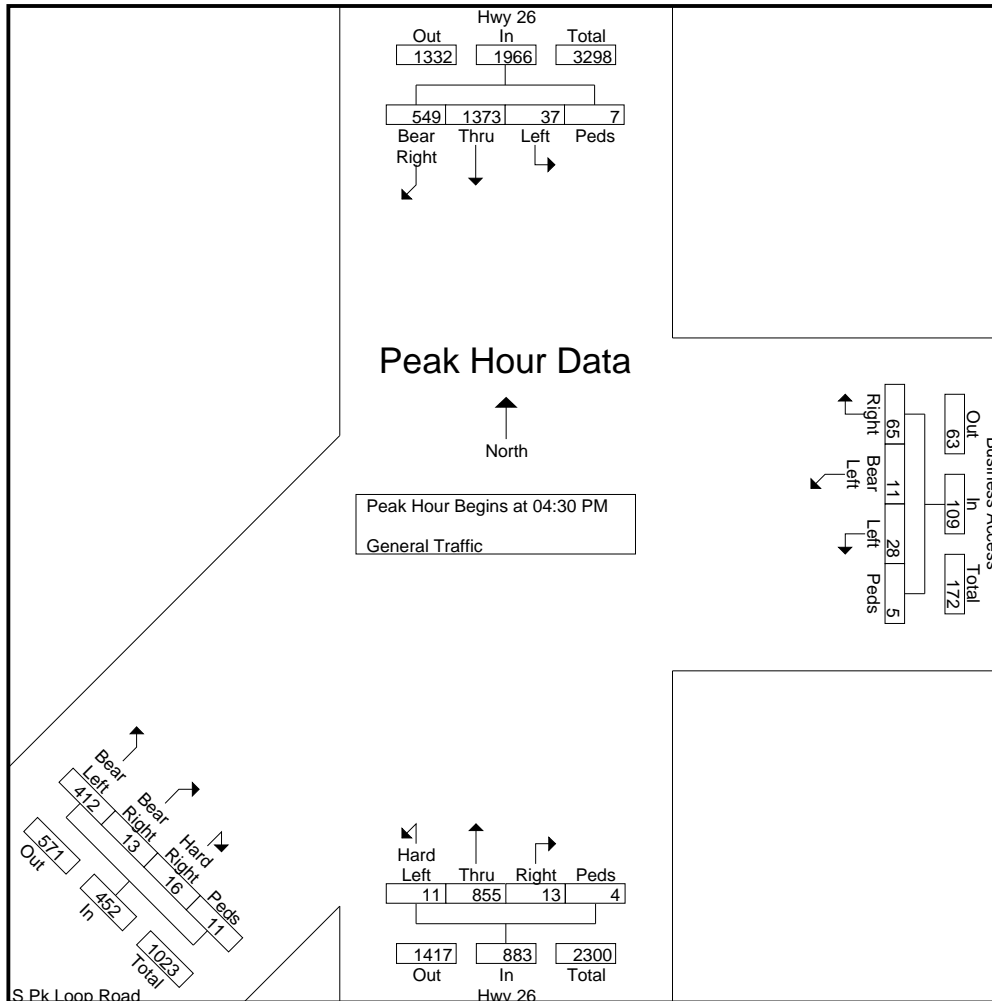 Hwy 26
Out In Total
1332 1966 3298
549 1373 37 7
Bear Thru Left Peds
Right
Peak Hour Data
North
Peak Hour Begins at 04:30 PM
General Traffic
Business Access
Out In Total
63 109 172
65 11 28 5
Right Bear Left Peds
Left
Bear Bear Hard Peds
Left Right Right
412 13 16 11
571 452 1023
Out In Total
S Pk Loop Road
Hard
Left Thru Right Peds
11 855 13 4
1417 883 2300
Out In Total
Hwy 26